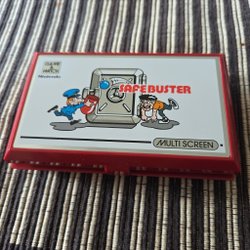 GAME &
WATCH
Nintendo
SAFEBUSTER
MULTI SCREEN